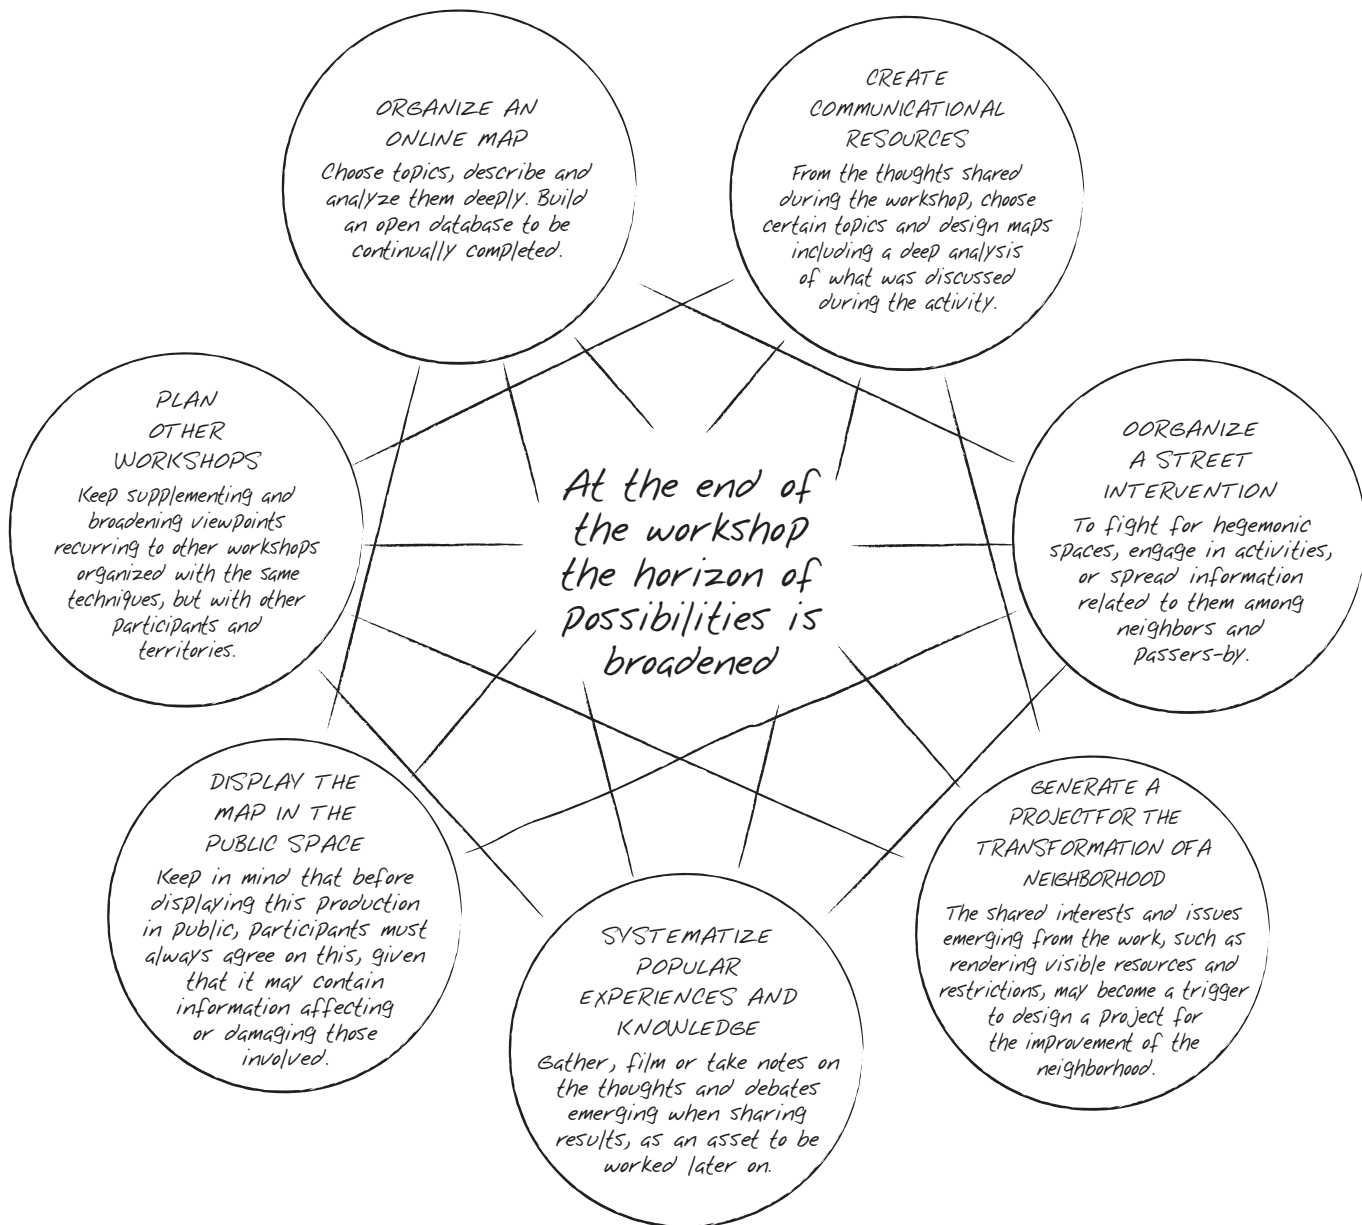 ORGANIZE AN
ONLINE MAP
Choose topics, describe and
analyze them deeply. Build
an open database to be
continually completed.
CREATE
COMMUNICATIONAL
RESOURCES
From the thoughts shared
during the workshop, choose
certain topics and design maps
including a deep analysis
of what was discussed
during the activity.
PLAN
OTHER
WORKSHOPS
Keep supplementing and
broadening viewpoints
recurring to other workshops
organized with the same
techniques, but with other
participants and
territories.
At the end of
the workshop
the horizon of
possibilities is
broadened
OORGANIZE
A STREET
INTERVENTION
To fight for hegemonic
spaces, engage in activities,
or spread information
related to them among
neighbors and
passers-by.
DISPLAY THE
MAP IN THE
PUBLIC SPACE
Keep in mind that before
displaying this production
in public, participants must
always agree on this, given
that it may contain
information affecting
or damaging those
involved.
SYSTEMATIZE
POPULAR
EXPERIENCES AND
KNOWLEDGE
Gather, film or take notes on
the thoughts and debates
emerging when sharing
results, as an asset to be
worked later on.
GENERATE A
PROJECTFOR THE
TRANSFORMATION OF A
NEIGHBORHOOD
The shared interests and issues
emerging from the work, such as
rendering visible resources and
restrictions, may become a trigger
to design a project for
the improvement of the
neighborhood.